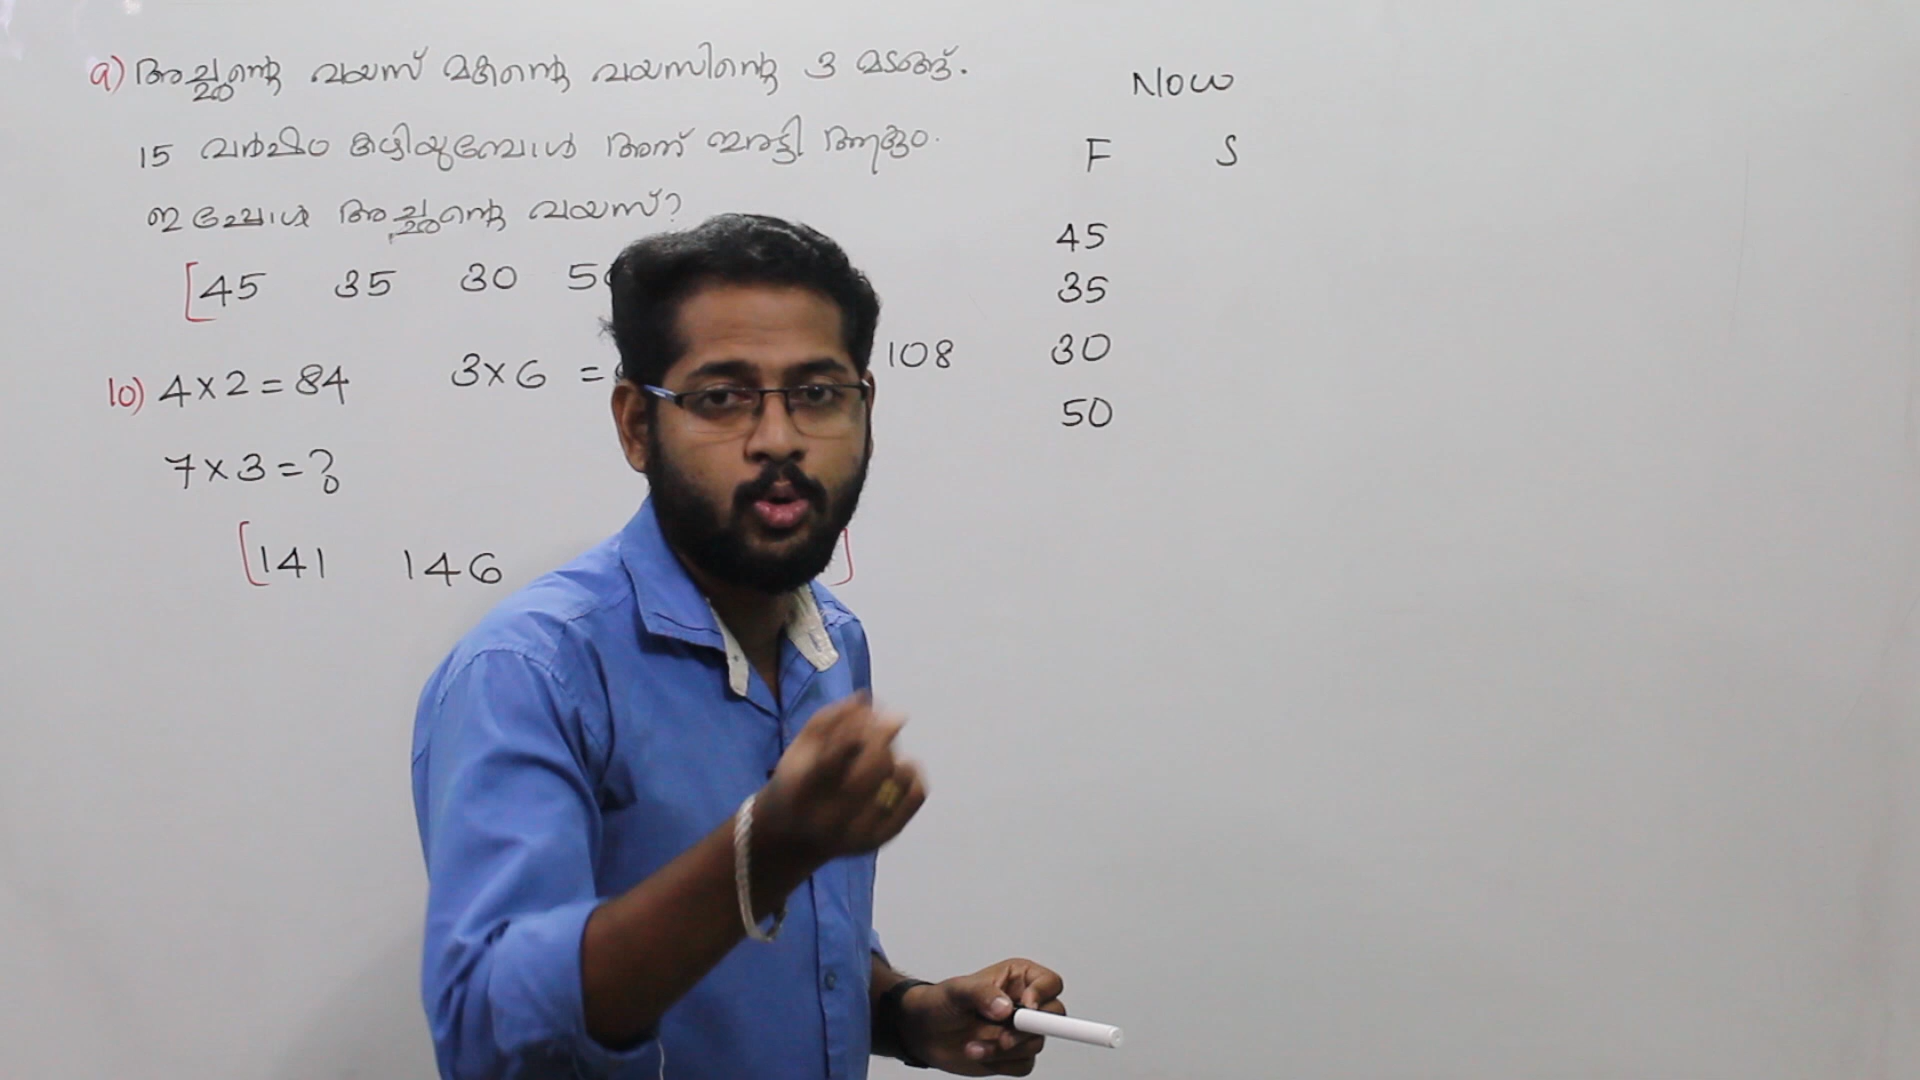 9) അച്ഛന്റെ വയസ് മകന്റെ വയസിന്റെ 3 മടങ്ങ്.
15 വർഷം കഴിയുമ്പോൾ അത് ഇരട്ടി ആകും.
ഇപ്പോൾ അച്ഛന്റെ വയസ്?
[45 35 30
10) 4×2=84 3×6 = 108
7×3=?
[141 146 ]
Now
F S
45
35
30
50